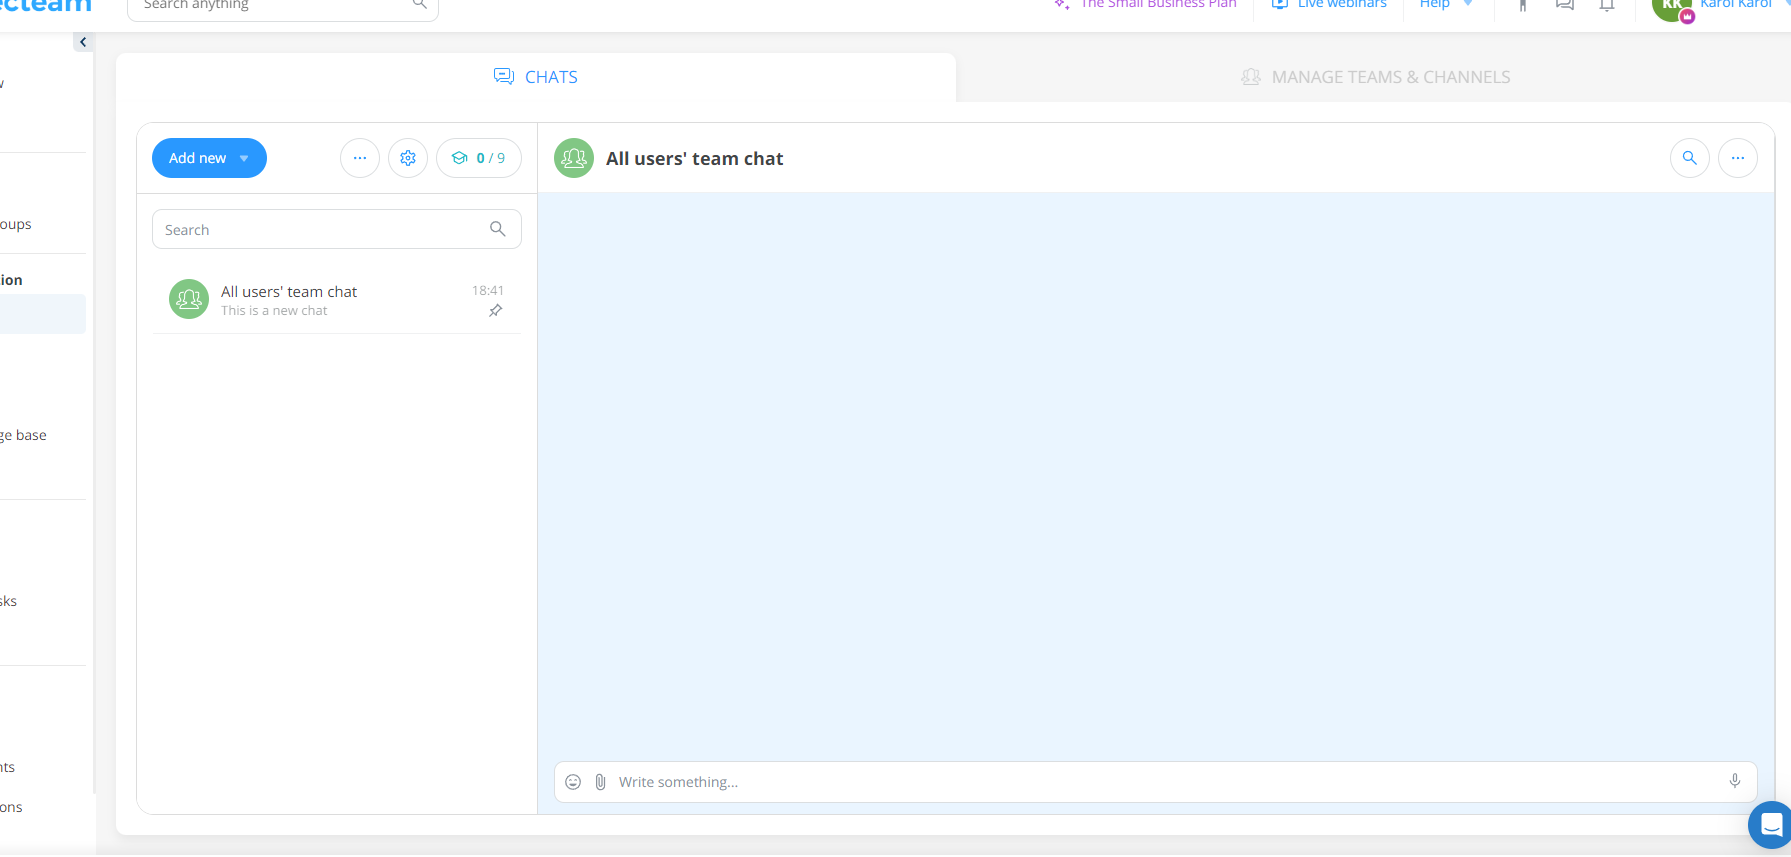 ecteam
Search anything
The Small Business Plan
Live webinars
Help
KK
Karol Karol
CHATS
MANAGE TEAMS & CHANNELS
Add new
0 / 9
All users' team chat
Search
All users' team chat
18:41
This is a new chat
oups
ion
ge base
sks
nts
ons
Write something...